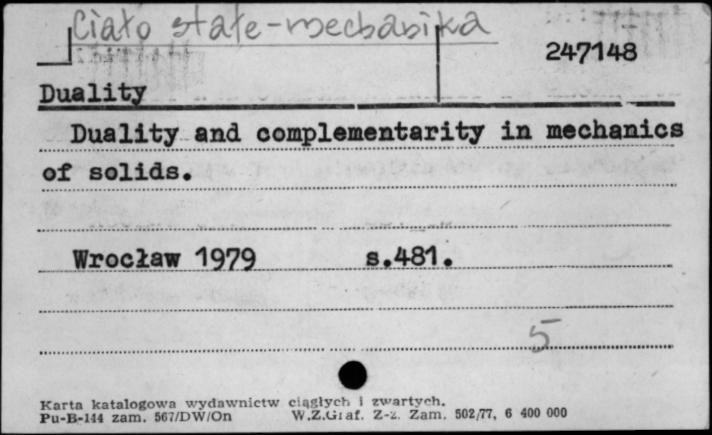 Ciało stałe-mechanika
247148
Duality
Duality and complementarity in mechanics
of solids.
Wrocław 1979 s.481.
5
Karta katalogowa wydawnictw ciągłych i zwartych.
Pu-B-144 zam. 567/DW/On W.Z.Graf. Z-z. Zam. 502/77, 6 400 000